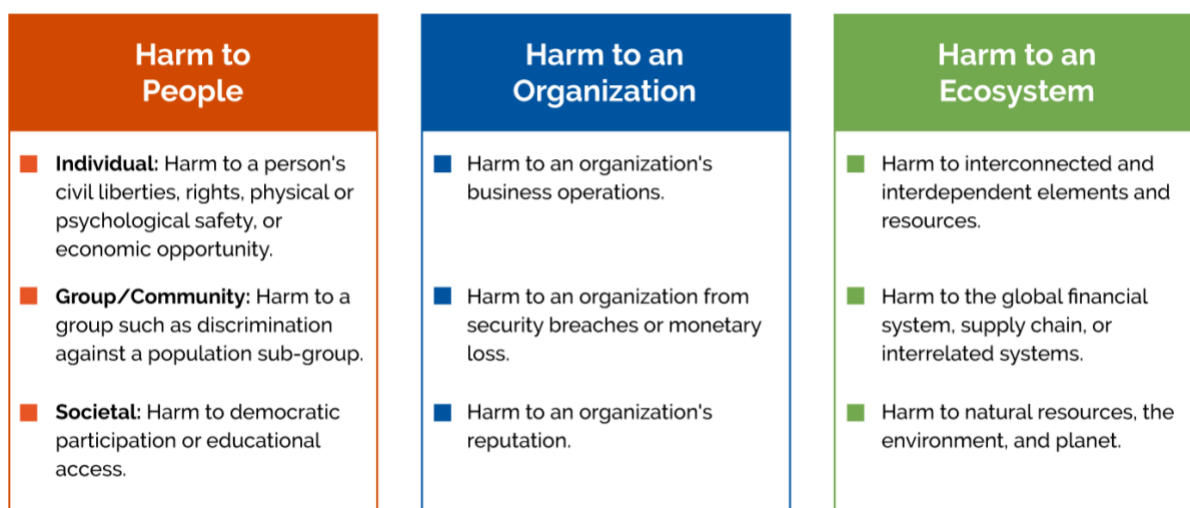 Harm to
People
Individual: Harm to a person's
civil liberties, rights, physical or
psychological safety, or
economic opportunity.
Group/Community: Harm to a
group such as discrimination
against a population sub-group.
Societal: Harm to democratic
participation or educational
access.
Harm to an
Organization
Harm to an organization's
business operations.
Harm to an organization from
security breaches or monetary
loss.
Harm to an organization's
reputation.
Harm to an
Ecosystem
Harm to interconnected and
interdependent elements and
resources.
Harm to the global financial
system, supply chain, or
interrelated systems.
Harm to natural resources, the
environment, and planet.